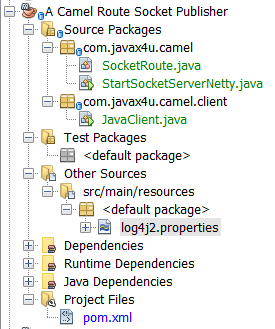 A Camel Route Socket Publisher
Source Packages
com.javax4u.camel
SocketRoute.java
StartSocketServerNetty.java
com.javax4u.camel.client
JavaClient.java
Test Packages
<default package>
Other Sources
src/main/resources
<default package>
log4j2.properties
Dependencies
Runtime Dependencies
Java Dependencies
Project Files
pom.xml